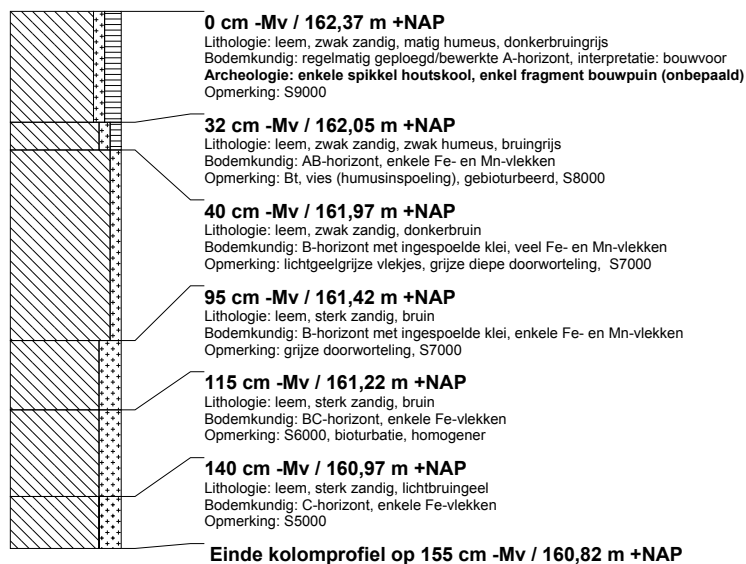 0 cm -Mv / 162,37 m +NAP
Lithologie: leem, zwak zandig, matig humeus, donkerbruingrijs
Bodemkundig: regelmatig geploegd/bewerkte A-horizont, interpretatie: bouwvoor
Archeologie: enkele spikkel houtskool, enkel fragment bouwpuin (onbepaald)
Opmerking: S9000
32 cm -Mv / 162,05 m +NAP
Lithologie: leem, zwak zandig, zwak humeus, bruingrijs
Bodemkundig: AB-horizont, enkele Fe- en Mn-vlekken
Opmerking: Bt, vies (humusinspoeling), gebioturbeerd, S8000
40 cm -Mv / 161,97 m +NAP
Lithologie: leem, zwak zandig, donkerbruin
Bodemkundig: B-horizont met ingespoelde klei, veel Fe- en Mn-vlekken
Opmerking: lichtgeelgrijze vlekjes, grijze diepe doorworteling, S7000
95 cm -Mv / 161,42 m +NAP
Lithologie: leem, sterk zandig, bruin
Bodemkundig: B-horizont met ingespoelde klei, enkele Fe- en Mn-vlekken
Opmerking: grijze doorworteling, S7000
115 cm -Mv / 161,22 m +NAP
Lithologie: leem, sterk zandig, bruin
Bodemkundig: BC-horizont, enkele Fe-vlekken
Opmerking: S6000, bioturbatie, homogener
140 cm -Mv / 160,97 m +NAP
Lithologie: leem, sterk zandig, lichtbruingeel
Bodemkundig: C-horizont, enkele Fe-vlekken
Opmerking: S5000
Einde kolomprofiel op 155 cm -Mv / 160,82 m +NAP